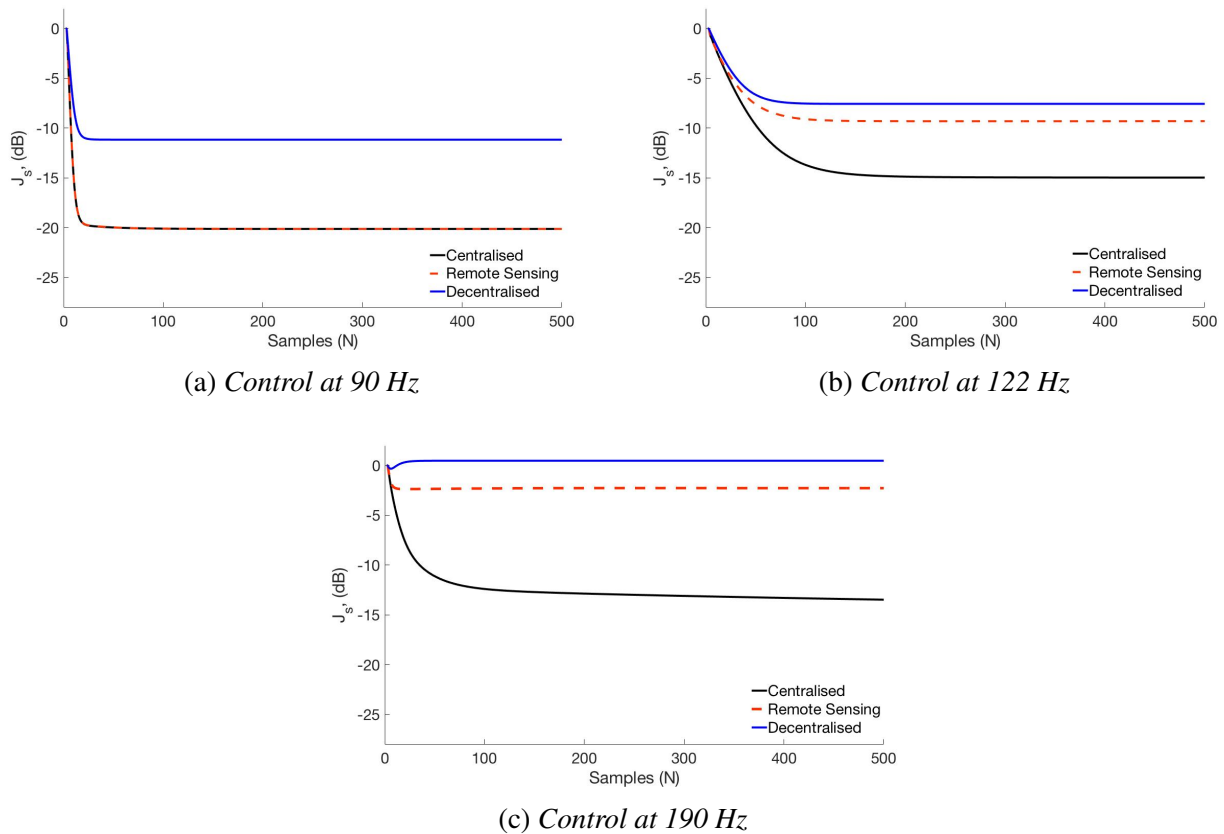 0
-5
-10
-15
-20
-25
J_s, (dB)
Centralised
Remote Sensing
Decentralised
0 100 200 300 400 500
Samples (N)
(a) Control at 90 Hz
0
-5
-10
-15
-20
-25
J_s, (dB)
Centralised
Remote Sensing
Decentralised
0 100 200 300 400 500
Samples (N)
(b) Control at 122 Hz
0
-5
-10
-15
-20
-25
J_s, (dB)
Centralised
Remote Sensing
Decentralised
0 100 200 300 400 500
Samples (N)
(c) Control at 190 Hz